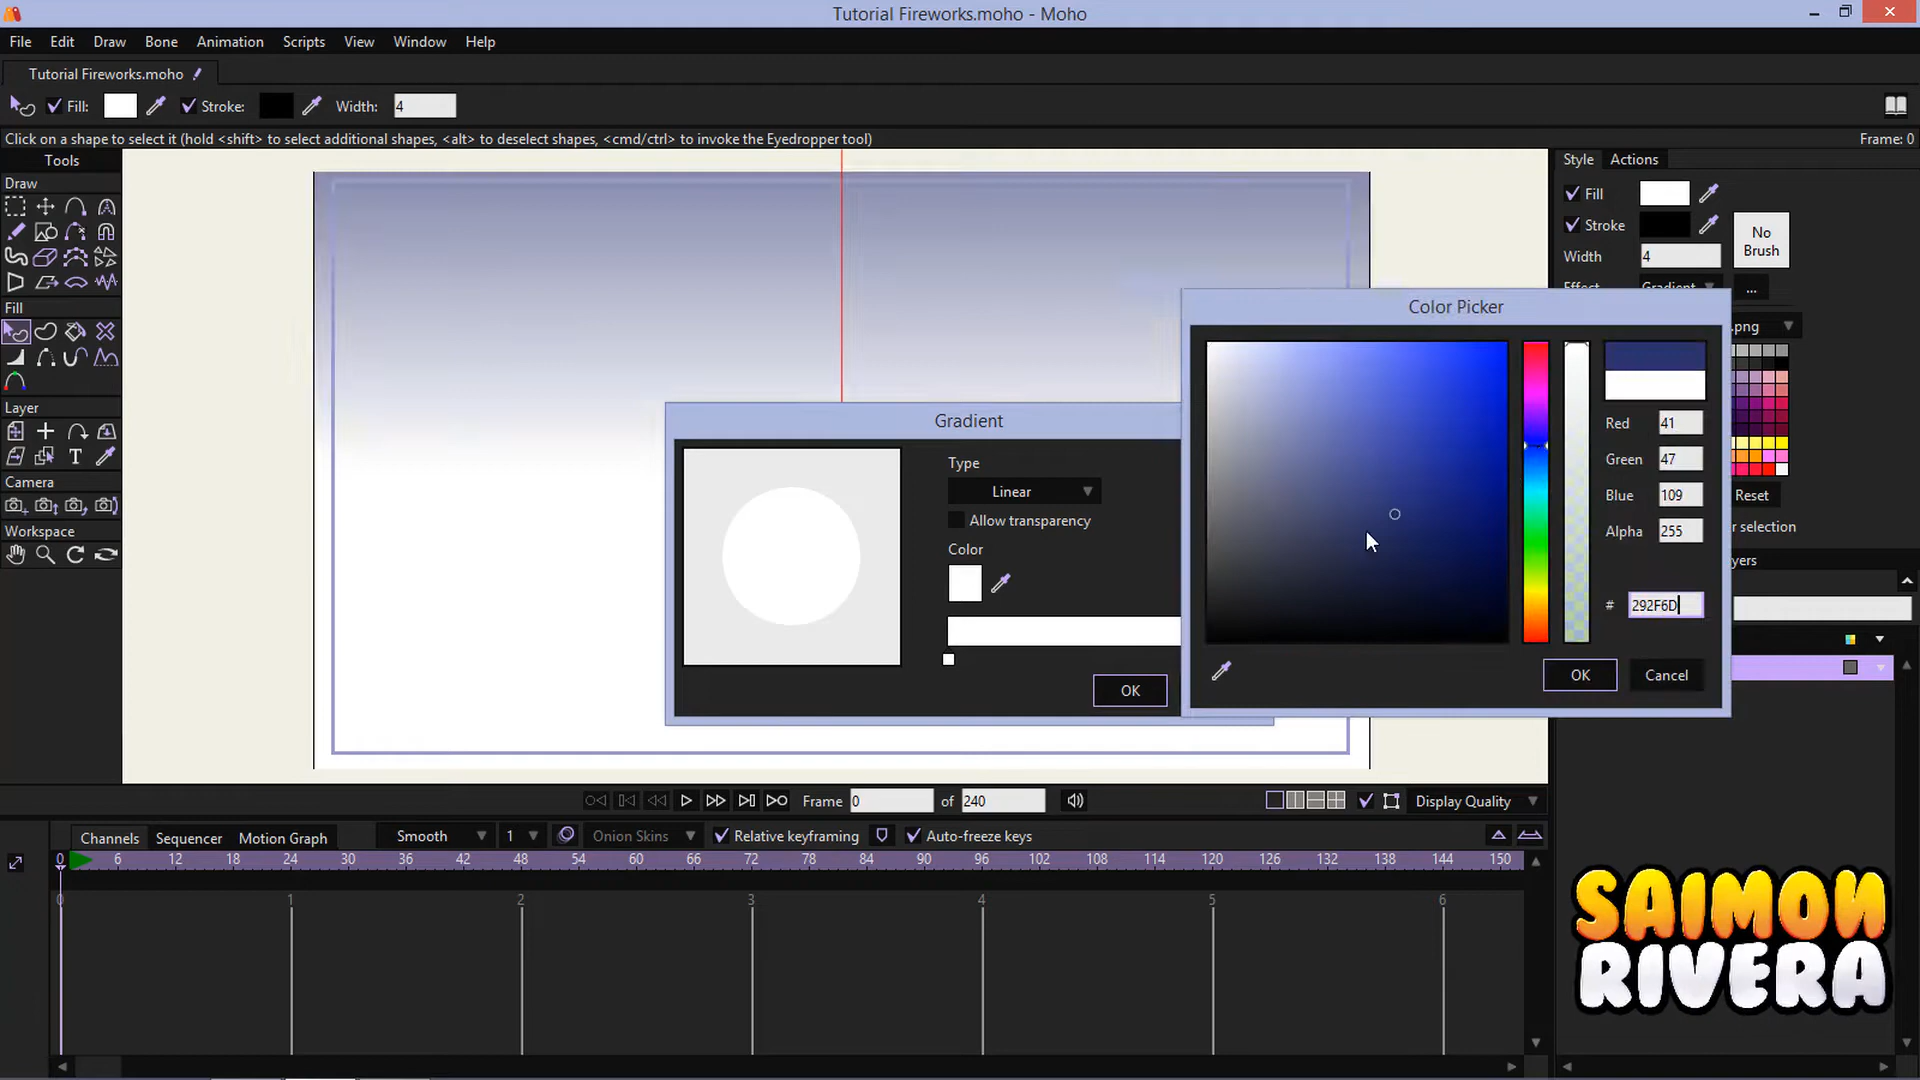 Tutorial Fireworks.moho - Moho
File Edit Draw Bone Animation Scripts View Window Help
Tutorial Fireworks.moho
Fill: Stroke: Width: 4
Click on a shape to select it (hold <shift> to select additional shapes, <alt> to deselect shapes, <cmd/ctrl> to invoke the Eyedropper tool) Frame: 0
Tools
Draw
Fill
Layer
Camera
Workspace
Style Actions
Fill
Stroke
No
Brush
Width 4
Gradient ...
.png
Reset
r selection
yers
Gradient
Type
Linear
Allow transparency
Color
OK
Color Picker
Red 41
Green 47
Blue 109
Alpha 255
# 292F6D
OK Cancel
Frame 0 of 240 Display Quality
Channels Sequencer Motion Graph Smooth 1 Onion Skins Relative keyframing Auto-freeze keys
0 6 12 18 24 30 36 42 48 54 60 66 72 78 84 90 96 102 108 114 120 126 132 138 144 150
0 1 2 3 4 5 6
SAIMON
RIVERA